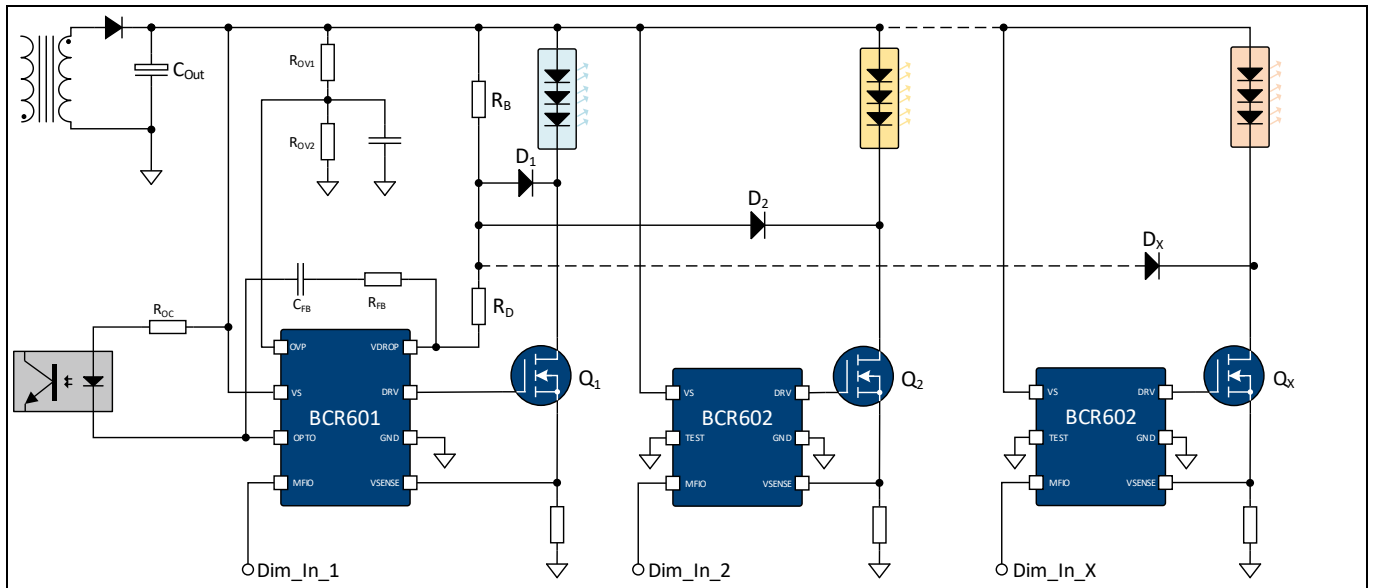 C_Out
R_OV1
R_B
R_OV2
D_1
D_2
D_X
C_FB
R_FB
R_D
R_OC
OVP
VDROP
VS
DRV
BCR601
OPTO
GND
MFIO
VSENSE
Q_1
VS
DRV
BCR602
TEST
GND
MFIO
VSENSE
Q_2
VS
DRV
BCR602
TEST
GND
MFIO
VSENSE
Q_X
Dim_In_1
Dim_In_2
Dim_In_X